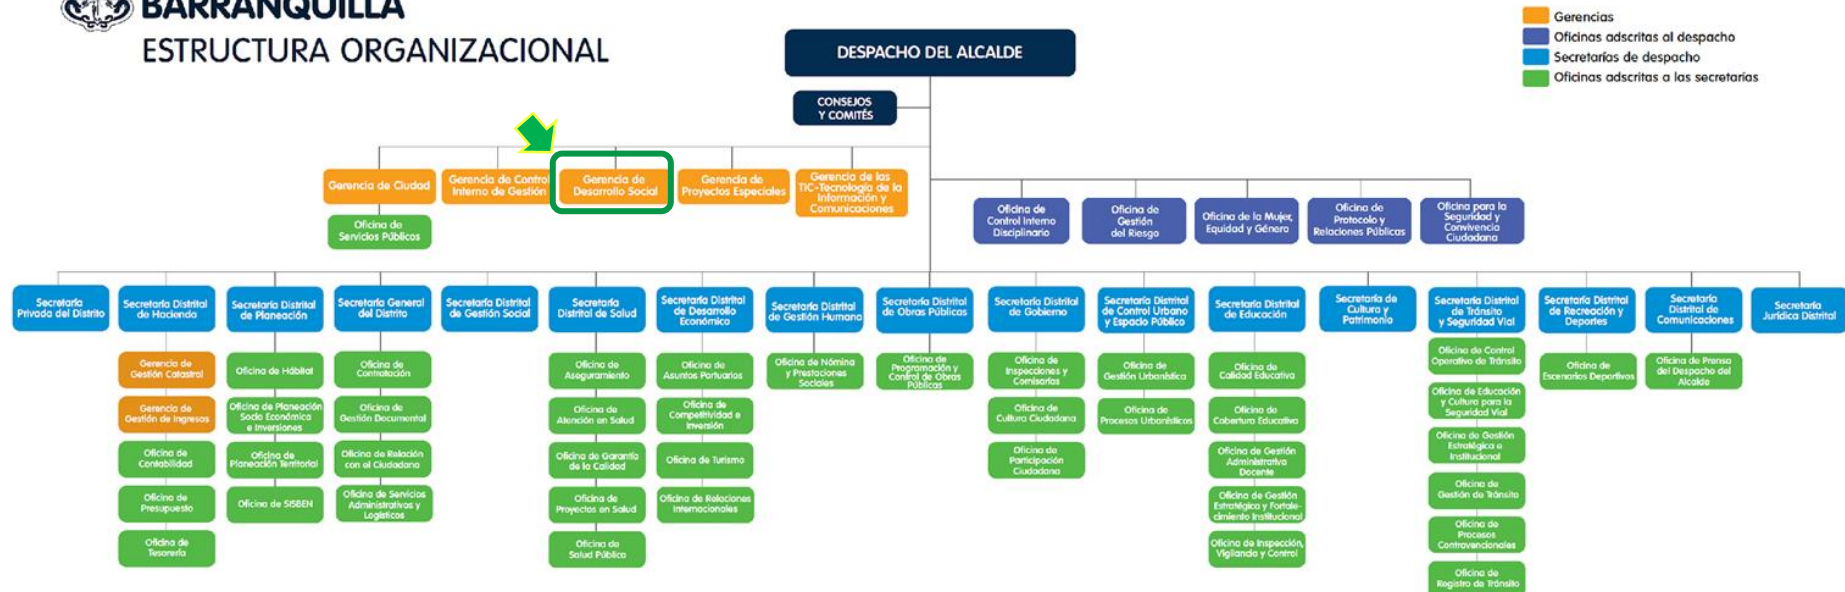 BARRANQUILLA
ESTRUCTURA ORGANIZACIONAL
Gerencias
Oficinas adscritas al despacho
Secretarías de despacho
Oficinas adscritas a las secretarías
DESPACHO DEL ALCALDE
CONSEJOS
Y COMITÉS
Gerencia de Ciudad
Gerencia de Control
Interno de Gestión
Gerencia de
Desarrollo Social
Gerencia de
Proyectos Especiales
Gerencia de las
TIC-Tecnología de la
Información y
Comunicaciones
Oficina de
Servicios Públicos
Oficina de
Control Interno
Disciplinario
Oficina de
Gestión
del Riesgo
Oficina de la Mujer,
Equidad y Género
Oficina de
Protocolo y
Relaciones Públicas
Oficina para la
Seguridad y
Convivencia
Ciudadana
Secretaría
Privada del Distrito
Secretaría Distrital
de Hacienda
Secretaría Distrital
de Planeación
Secretaría General
del Distrito
Secretaría Distrital
de Gestión Social
Secretaría
Distrital de Salud
Secretaría Distrital
de Desarrollo
Económico
Secretaría Distrital
de Gestión Humana
Secretaría Distrital
de Obras Públicas
Secretaría Distrital
de Gobierno
Secretaría Distrital
de Control Urbano
y Espacio Público
Secretaría Distrital
de Educación
Secretaría de
Cultura y
Patrimonio
Secretaría Distrital
de Tránsito
y Seguridad Vial
Secretaría Distrital
de Recreación y
Deportes
Secretaría
Distrital de
Comunicaciones
Secretaría
Jurídica Distrital
Gerencia de
Gestión Catastral
Gerencia de
Gestión de Ingresos
Oficina de
Contabilidad
Oficina de
Presupuesto
Oficina de
Tesorería
Oficina de Hábitat
Oficina de Planeación
Socio Económica
e Inversiones
Oficina de
Planeación Territorial
Oficina de SISBEN
Oficina de
Contratación
Oficina de
Gestión Documental
Oficina de Relación
con el Ciudadano
Oficina de Servicios
Administrativos y
Logísticos
Oficina de
Aseguramiento
Oficina de
Atención en Salud
Oficina de Garantía
de la Calidad
Oficina de
Proyectos en Salud
Oficina de
Salud Pública
Oficina de
Asuntos Portuarios
Oficina de
Competitividad e
Inversión
Oficina de Turismo
Oficina de Relaciones
Internacionales
Oficina de Nómina
y Prestaciones
Sociales
Oficina de
Programación y
Control de Obras
Públicas
Oficina de
Inspecciones y
Comisarías
Oficina de
Cultura Ciudadana
Oficina de
Participación
Ciudadana
Oficina de
Gestión Urbanística
Oficina de
Procesos Urbanísticos
Oficina de
Calidad Educativa
Oficina de
Cobertura Educativa
Oficina de Gestión
Administrativa
Docente
Oficina de Gestión
Estratégica y Fortale-
cimiento Institucional
Oficina de Inspección,
Vigilancia y Control
Oficina de Control
Operativo de Tránsito
Oficina de Educación
y Cultura para la
Seguridad Vial
Oficina de Gestión
Estratégica e
Institucional
Oficina de
Gestión de Tránsito
Oficina de
Procesos
Contravencionales
Oficina de
Registro de Tránsito
Oficina de
Escenarios Deportivos
Oficina de Prensa
del Despacho del
Alcalde